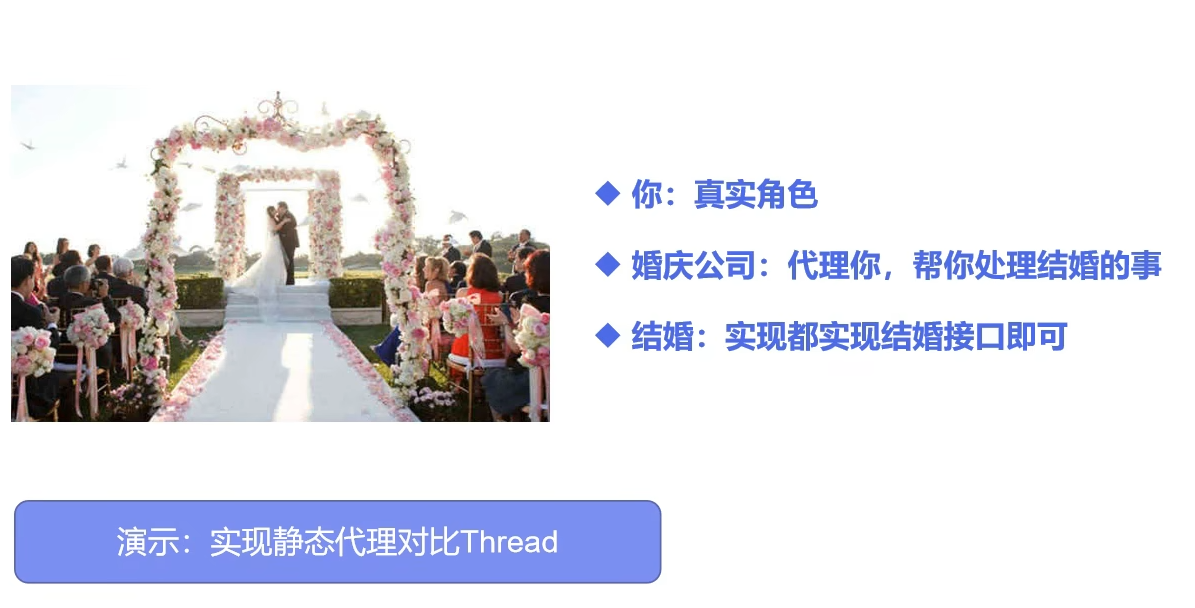 你：真实角色
婚庆公司：代理你，帮你处理结婚的事
结婚：实现都实现结婚接口即可
演示：实现静态代理对比Thread